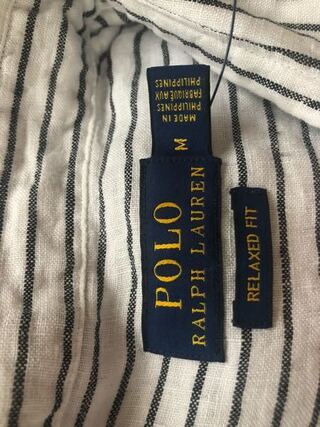 POLO
RALPH LAUREN
M
MADE IN
PHILIPPINES
FABRIQUÉ AUX
PHILIPPINES
RELAXED FIT